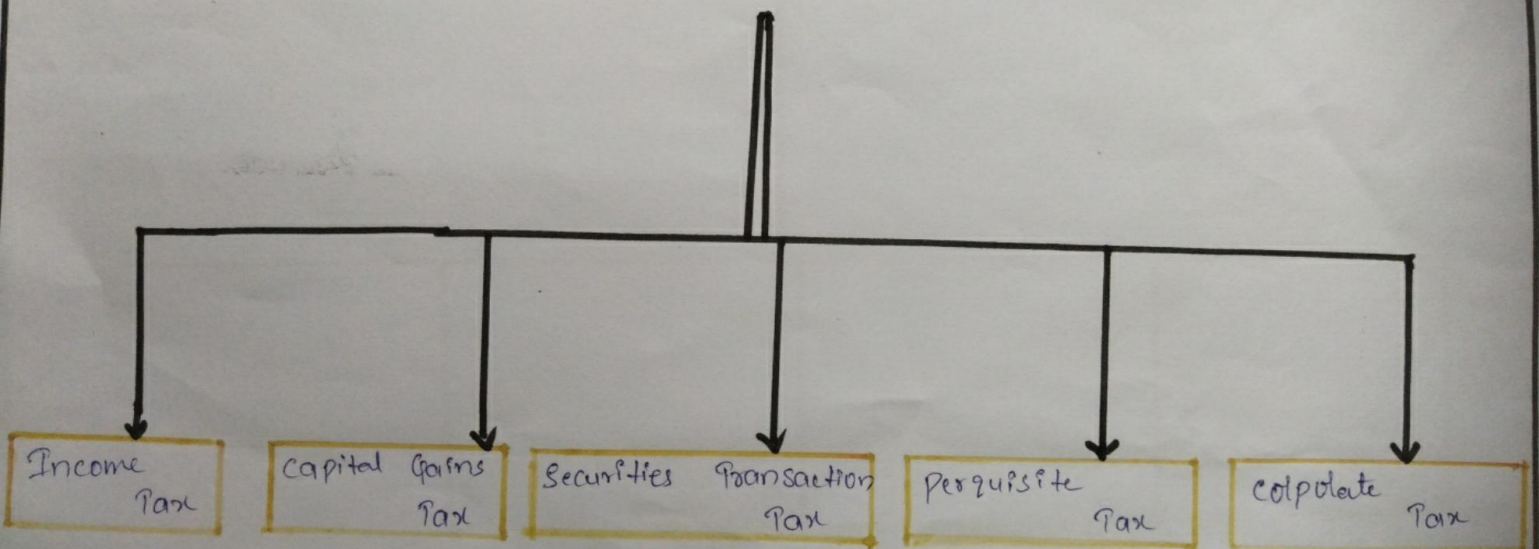 Income
Tax
Capital Gains
Tax
Securities Transaction
Tax
perquisite
Tax
Corporate
Tax